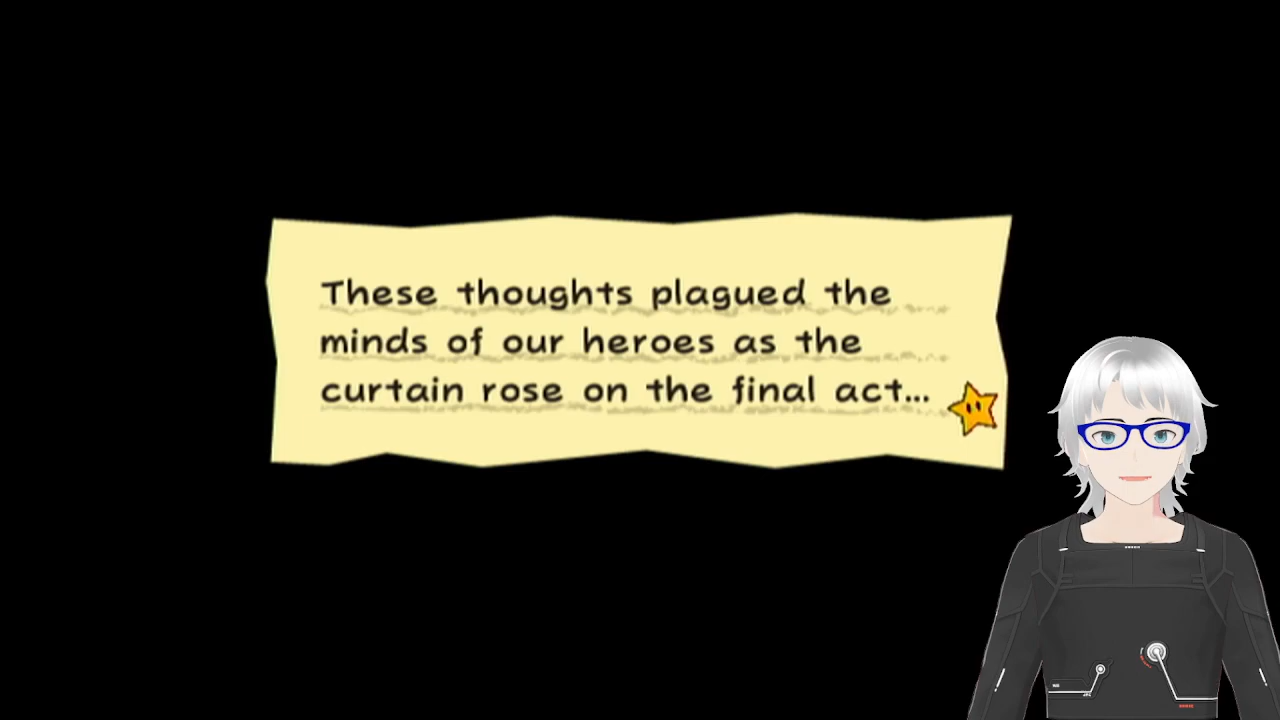 These thoughts plagued the
minds of our heroes as the
curtain rose on the final act...